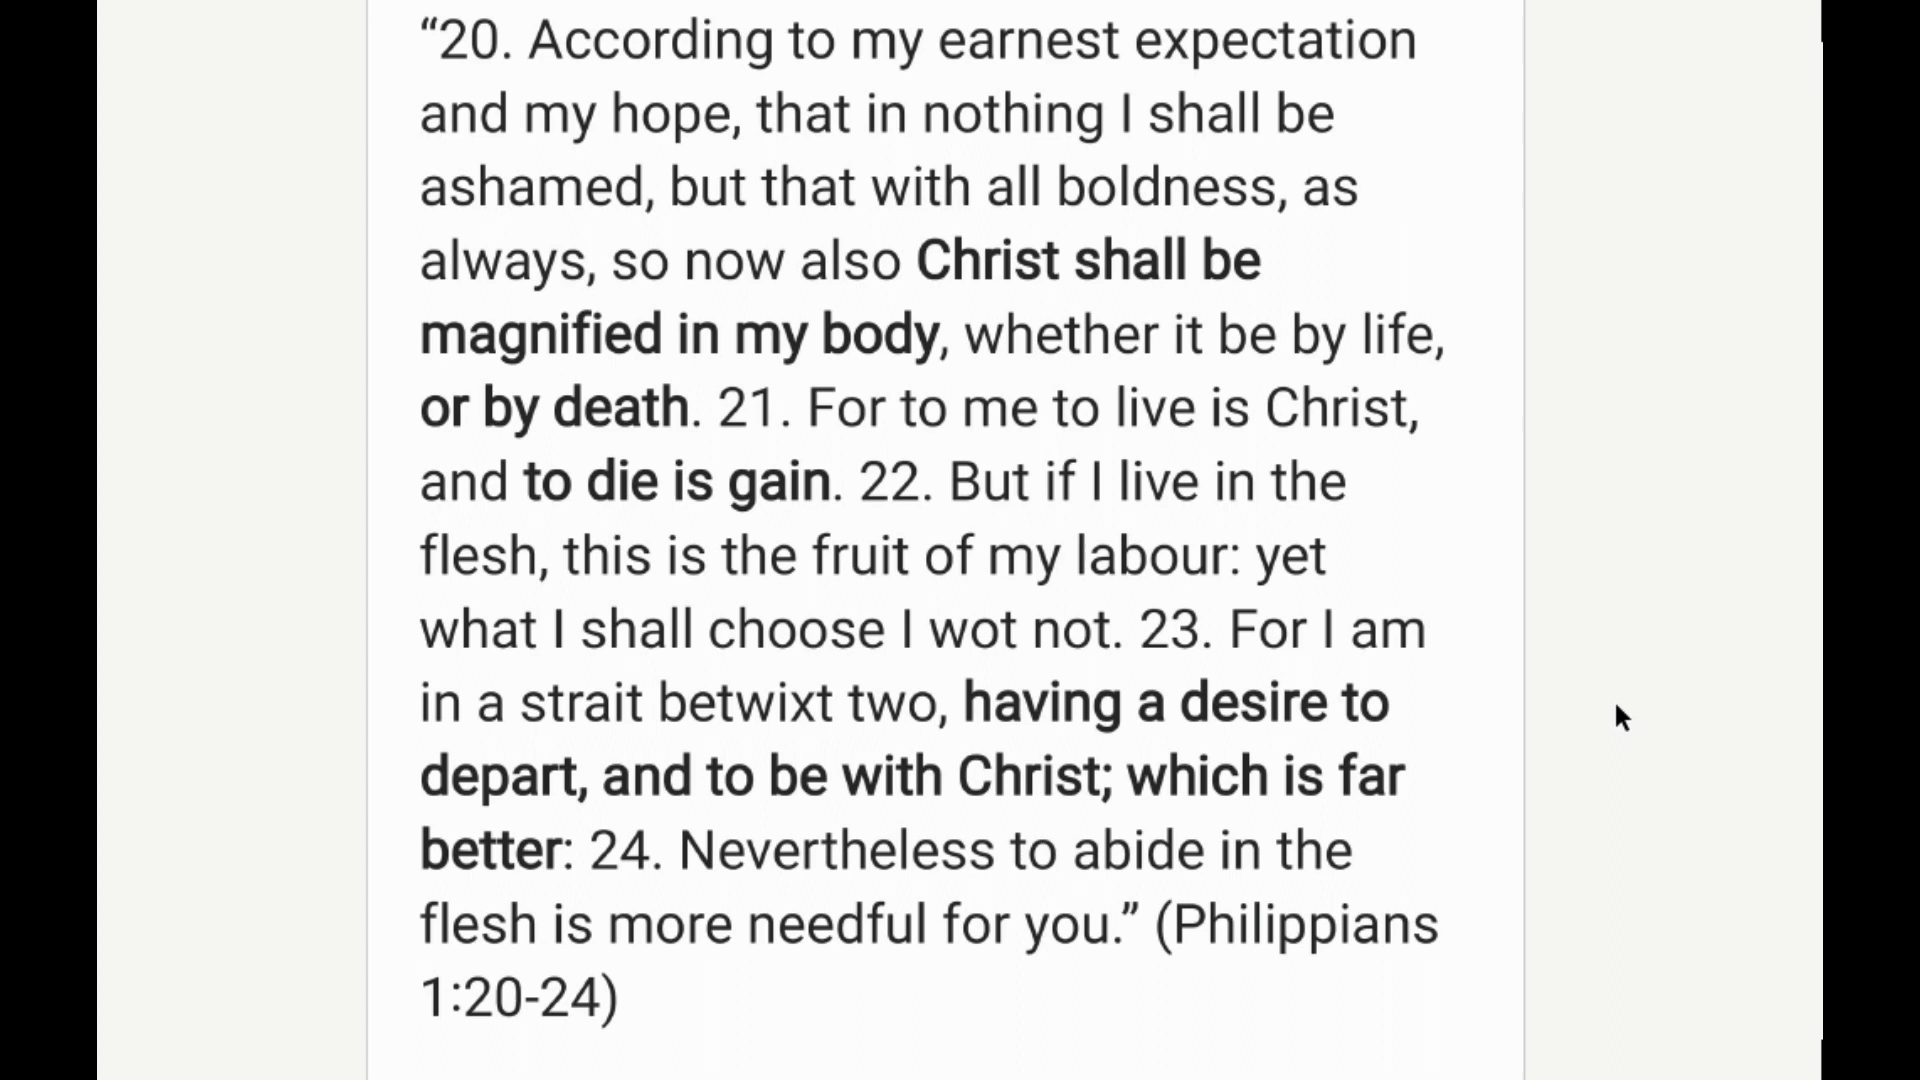 “20. According to my earnest expectation
and my hope, that in nothing I shall be
ashamed, but that with all boldness, as
always, so now also Christ shall be
magnified in my body, whether it be by life,
or by death. 21. For to me to live is Christ,
and to die is gain. 22. But if I live in the
flesh, this is the fruit of my labour: yet
what I shall choose I wot not. 23. For I am
in a strait betwixt two, having a desire to
depart, and to be with Christ; which is far
better: 24. Nevertheless to abide in the
flesh is more needful for you.” (Philippians
1:20-24)